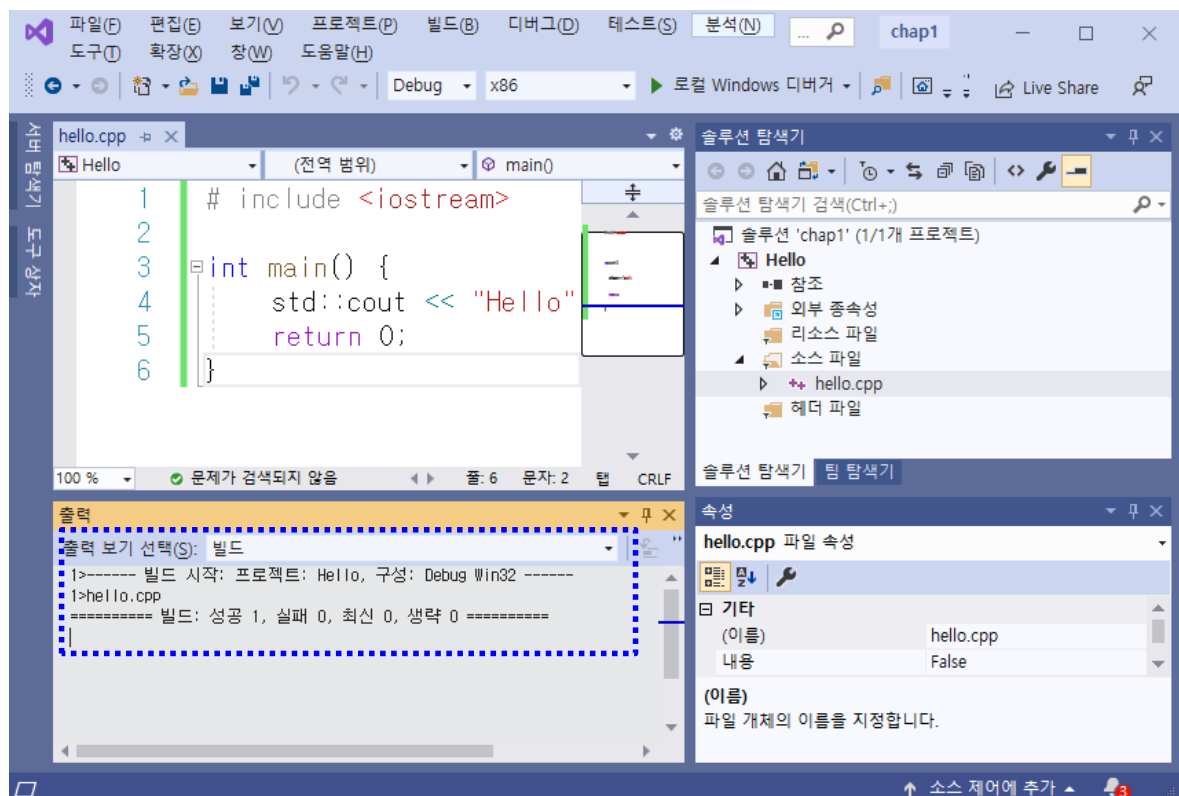 파일(F) 편집(E) 보기(V) 프로젝트(P) 빌드(B) 디버그(D) 테스트(S) 분석(N) ... chap1
도구(T) 확장(X) 창(W) 도움말(H)
Debug x86 로컬 Windows 디버거 Live Share
서버 탐색기
도구 상자
hello.cpp
Hello (전역 범위) main()
1 # include <iostream>
2
3 int main() {
4 std::cout << "Hello"
5 return 0;
6 }
100 % 문제가 검색되지 않음 줄: 6 문자: 2 탭 CRLF
출력
출력 보기 선택(S): 빌드
1>------ 빌드 시작: 프로젝트: Hello, 구성: Debug Win32 ------
1>hello.cpp
========== 빌드: 성공 1, 실패 0, 최신 0, 생략 0 ==========
솔루션 탐색기
솔루션 탐색기 검색(Ctrl+;)
솔루션 'chap1' (1/1개 프로젝트)
Hello
참조
외부 종속성
리소스 파일
소스 파일
hello.cpp
헤더 파일
솔루션 탐색기 팀 탐색기
속성
hello.cpp 파일 속성
기타
(이름) hello.cpp
내용 False
(이름)
파일 개체의 이름을 지정합니다.
소스 제어에 추가 3